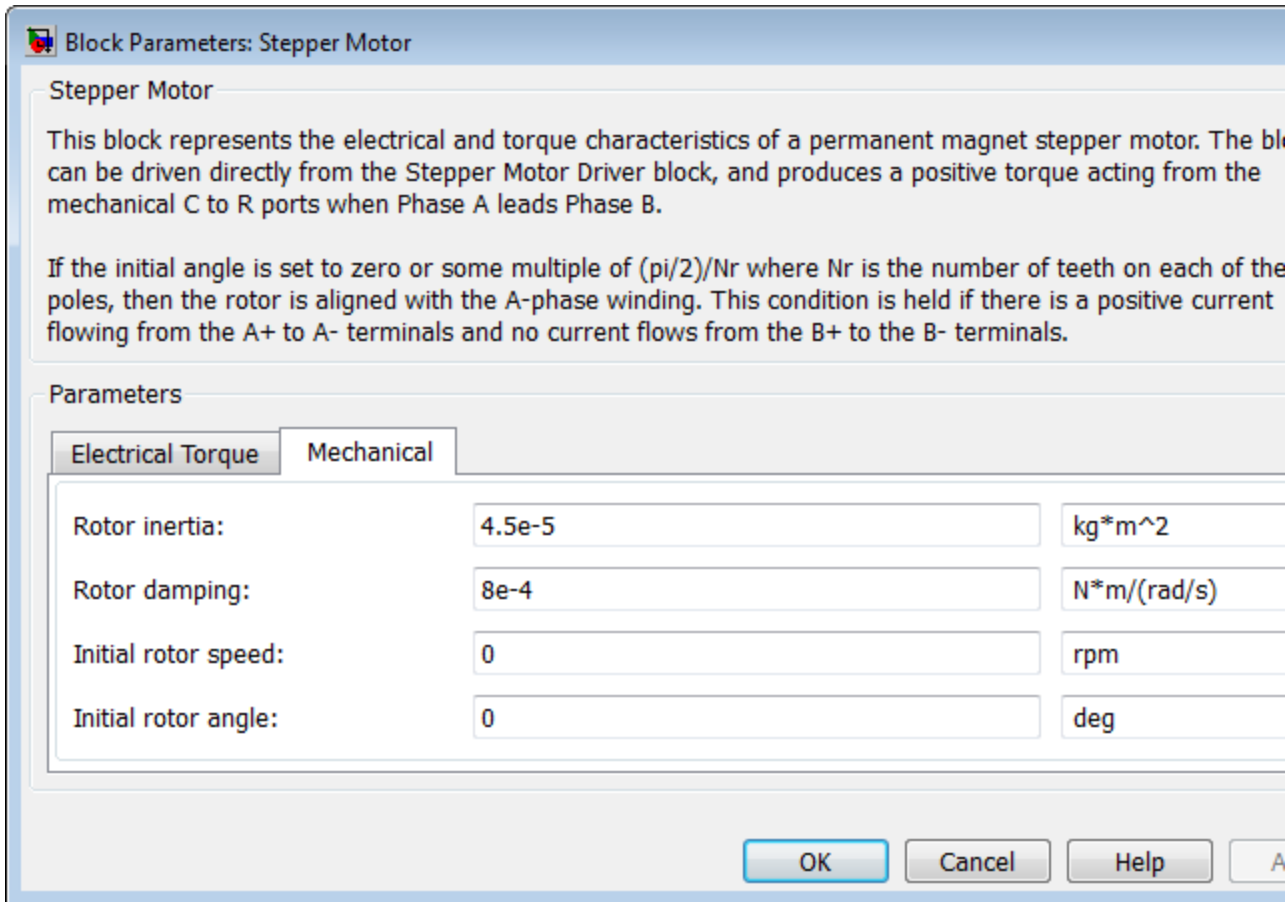 Block Parameters: Stepper Motor
Stepper Motor
This block represents the electrical and torque characteristics of a permanent magnet stepper motor. The
can be driven directly from the Stepper Motor Driver block, and produces a positive torque acting from the
mechanical C to R ports when Phase A leads Phase B.
If the initial angle is set to zero or some multiple of (pi/2)/Nr where Nr is the number of teeth on each of the
poles, then the rotor is aligned with the A-phase winding. This condition is held if there is a positive current
flowing from the A+ to A- terminals and no current flows from the B+ to the B- terminals.
Parameters
Electrical Torque Mechanical
Rotor inertia: 4.5e-5 kg*m^2
Rotor damping: 8e-4 N*m/(rad/s)
Initial rotor speed: 0 rpm
Initial rotor angle: 0 deg
OK Cancel Help